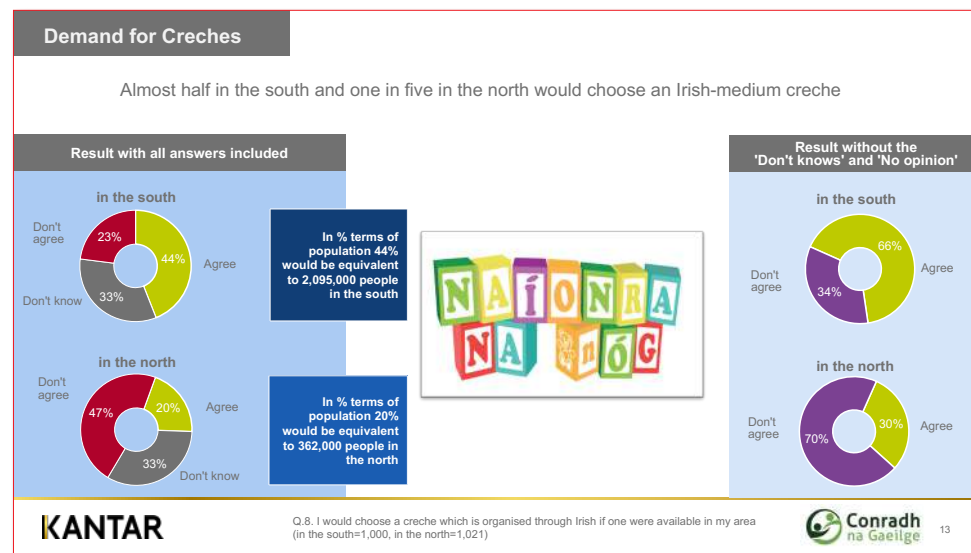 Demand for Creches
Almost half in the south and one in five in the north would choose an Irish-medium creche
Result with all answers included
in the south
Don't
agree
23%
44%
Agree
Don't know
33%
In % terms of
population 44%
would be equivalent
to 2,095,000 people
in the south
in the north
Don't
agree
47%
20%
Agree
33%
Don't know
In % terms of
population 20%
would be equivalent
to 362,000 people in
the north
NAÍONRA
NA nÓG
Result without the
'Don't knows' and 'No opinion'
in the south
66%
Agree
Don't
agree
34%
in the north
Don't
agree
70%
30%
Agree
KANTAR
Q.8. I would choose a creche which is organised through Irish if one were available in my area
(in the south=1,000, in the north=1,021)
Conradh
na Gaeilge
13